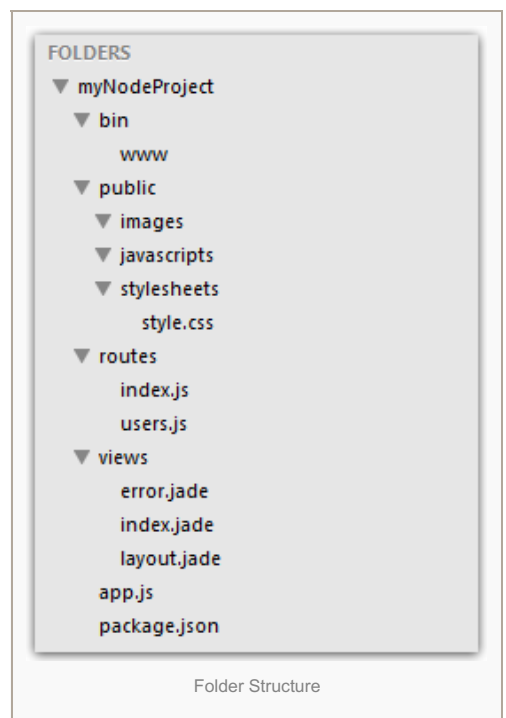 FOLDERS
myNodeProject
bin
www
public
images
javascripts
stylesheets
style.css
routes
index.js
users.js
views
error.jade
index.jade
layout.jade
app.js
package.json
Folder Structure